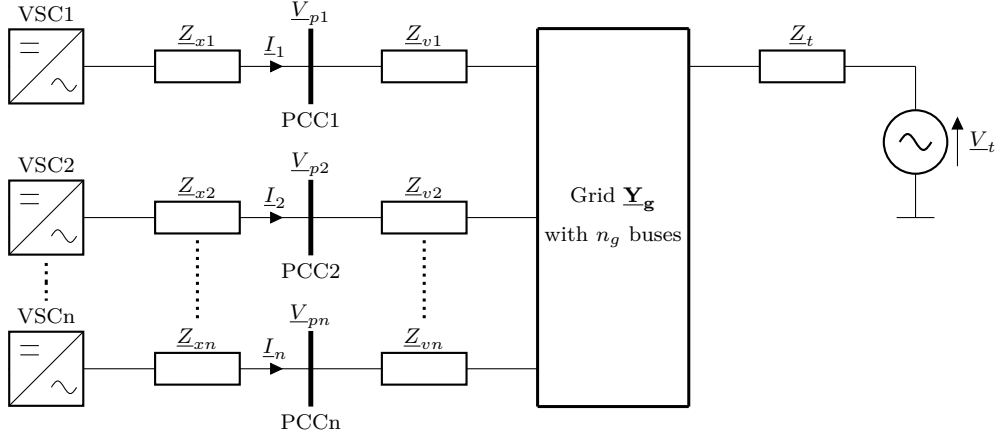 VSC1
Z_x1
I_1
V_p1
Z_v1
Z_t
PCC1
V_t
VSC2
Z_x2
I_2
V_p2
Z_v2
Grid Y_g
with n_g buses
PCC2
VSCn
Z_xn
I_n
V_pn
Z_vn
PCCn